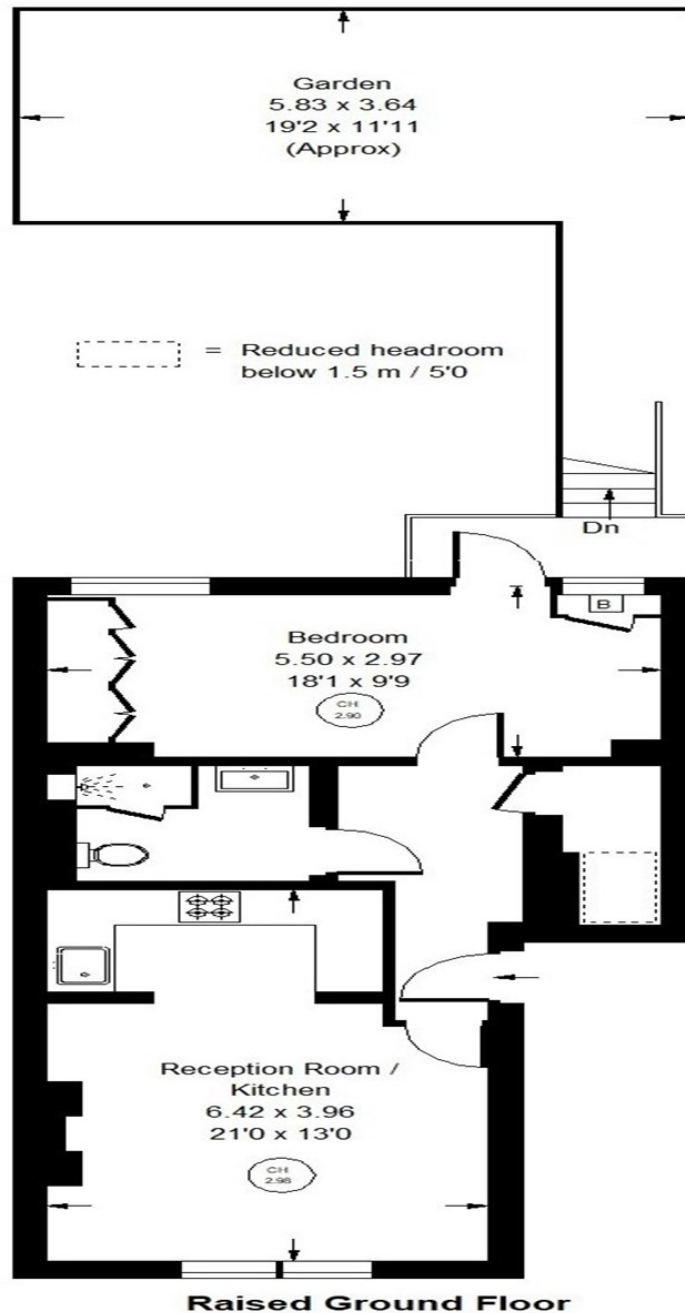 Garden
5.83 x 3.64
19'2 x 11'11
(Approx)
= Reduced headroom
below 1.5 m / 5'0
Dn
B
Bedroom
5.50 x 2.97
18'1 x 9'9
CH
2.90
Reception Room /
Kitchen
6.42 x 3.96
21'0 x 13'0
CH
2.98
Raised Ground Floor